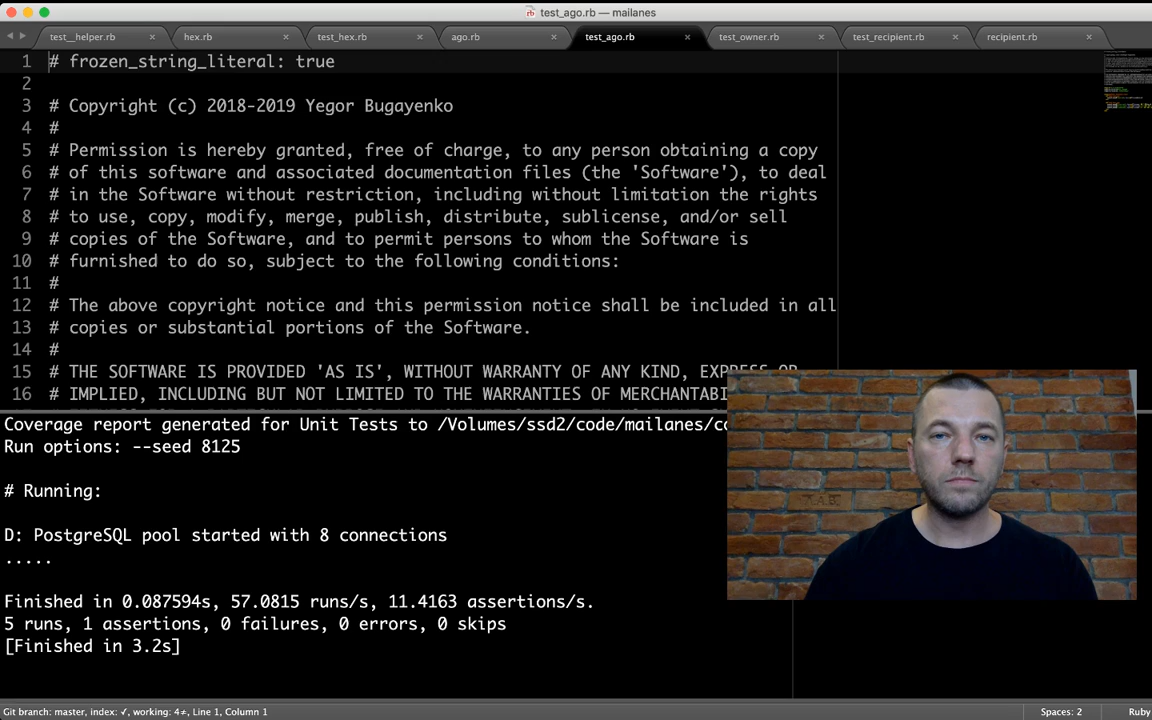 test_ago.rb — mailanes
test__helper.rb × hex.rb × test_hex.rb × ago.rb × test_ago.rb × test_owner.rb × test_recipient.rb × recipient.rb ×
1 # frozen_string_literal: true
2
3 # Copyright (c) 2018-2019 Yegor Bugayenko
4 #
5 # Permission is hereby granted, free of charge, to any person obtaining a copy
6 # of this software and associated documentation files (the 'Software'), to deal
7 # in the Software without restriction, including without limitation the rights
8 # to use, copy, modify, merge, publish, distribute, sublicense, and/or sell
9 # copies of the Software, and to permit persons to whom the Software is
10 # furnished to do so, subject to the following conditions:
11 #
12 # The above copyright notice and this permission notice shall be included in all
13 # copies or substantial portions of the Software.
14 #
15 # THE SOFTWARE IS PROVIDED 'AS IS', WITHOUT WARRANTY OF ANY KIND, EXPRESS OR
16 # IMPLIED, INCLUDING BUT NOT LIMITED TO THE WARRANTIES OF MERCHANTABI
Coverage report generated for Unit Tests to /Volumes/ssd2/code/mailanes/co
Run options: --seed 8125
# Running:
D: PostgreSQL pool started with 8 connections
.....
Finished in 0.087594s, 57.0815 runs/s, 11.4163 assertions/s.
5 runs, 1 assertions, 0 failures, 0 errors, 0 skips
[Finished in 3.2s]
Git branch: master, index: ✓, working: 4≠, Line 1, Column 1
Spaces: 2
Ruby